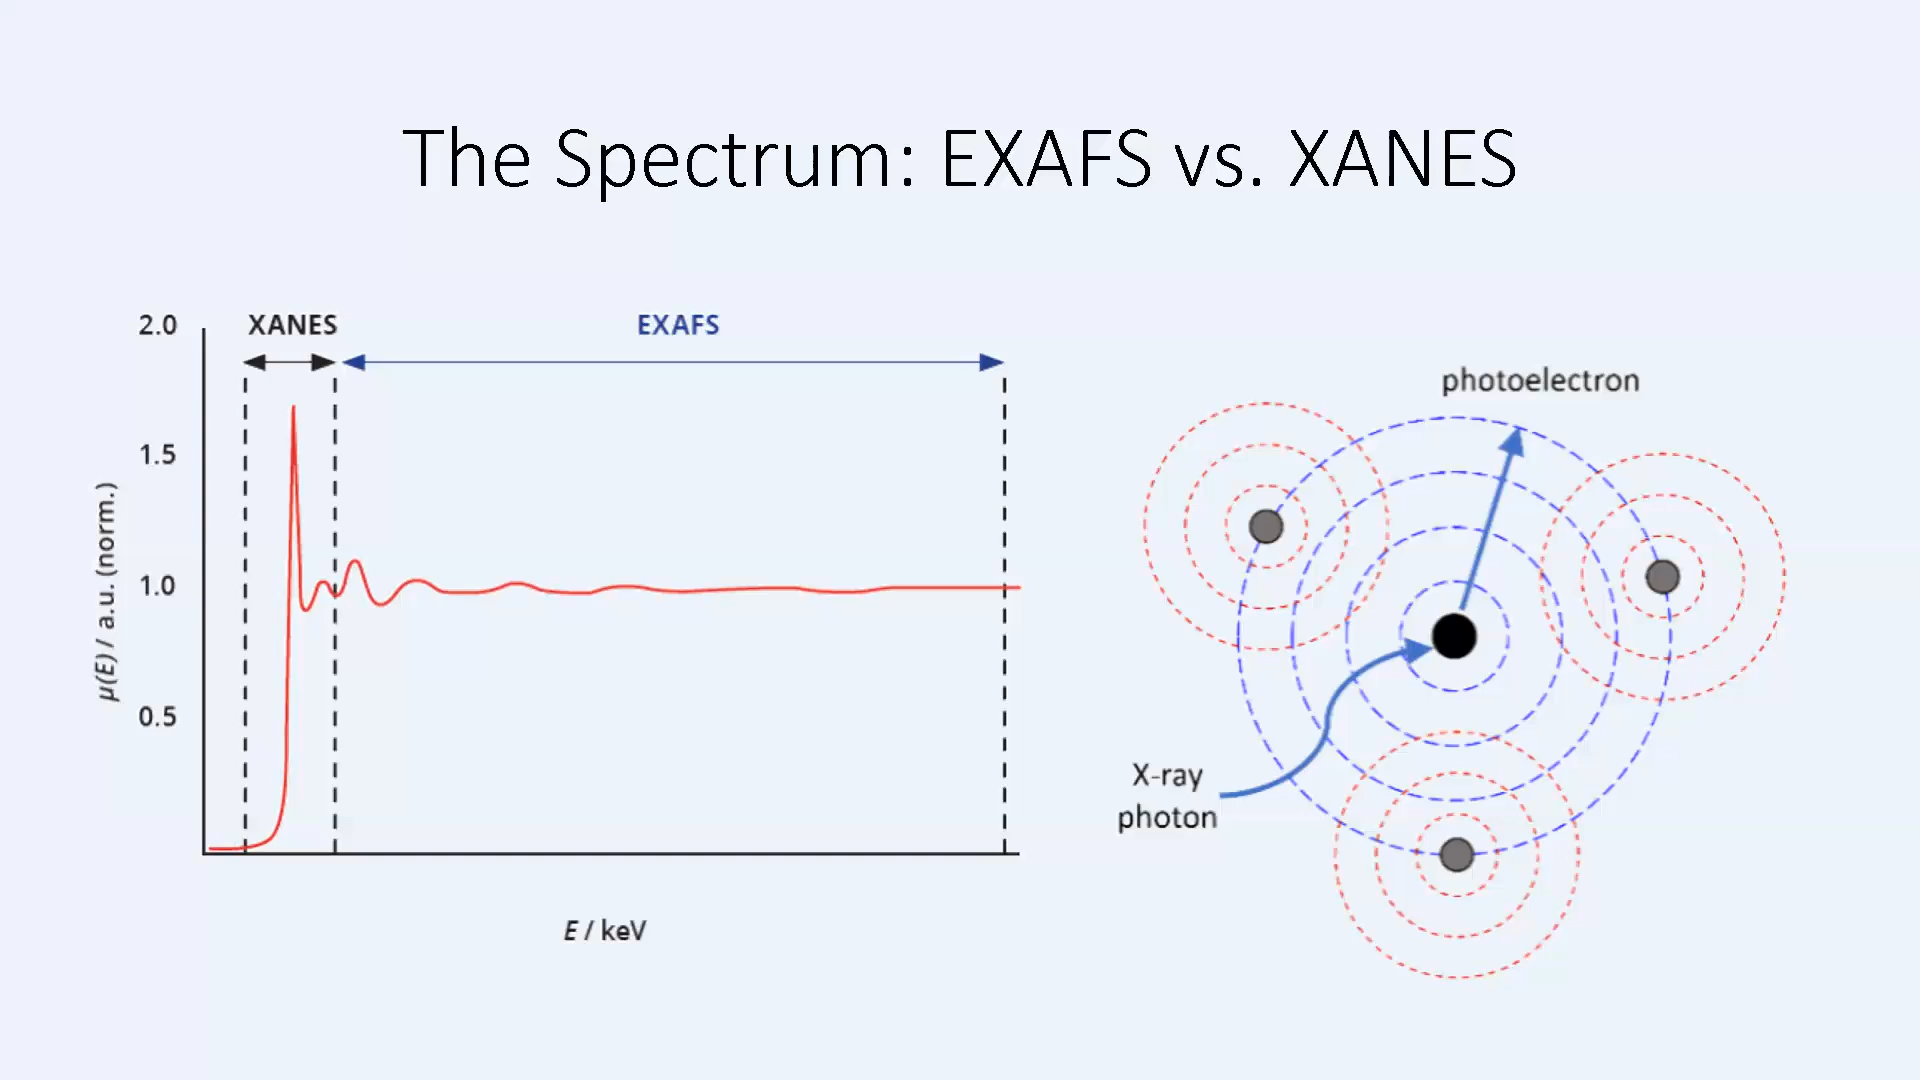 The Spectrum: EXAFS vs. XANES
XANES
EXAFS
2.0
1.5
1.0
0.5
μ(E) / a.u. (norm.)
E / keV
photoelectron
X-ray
photon